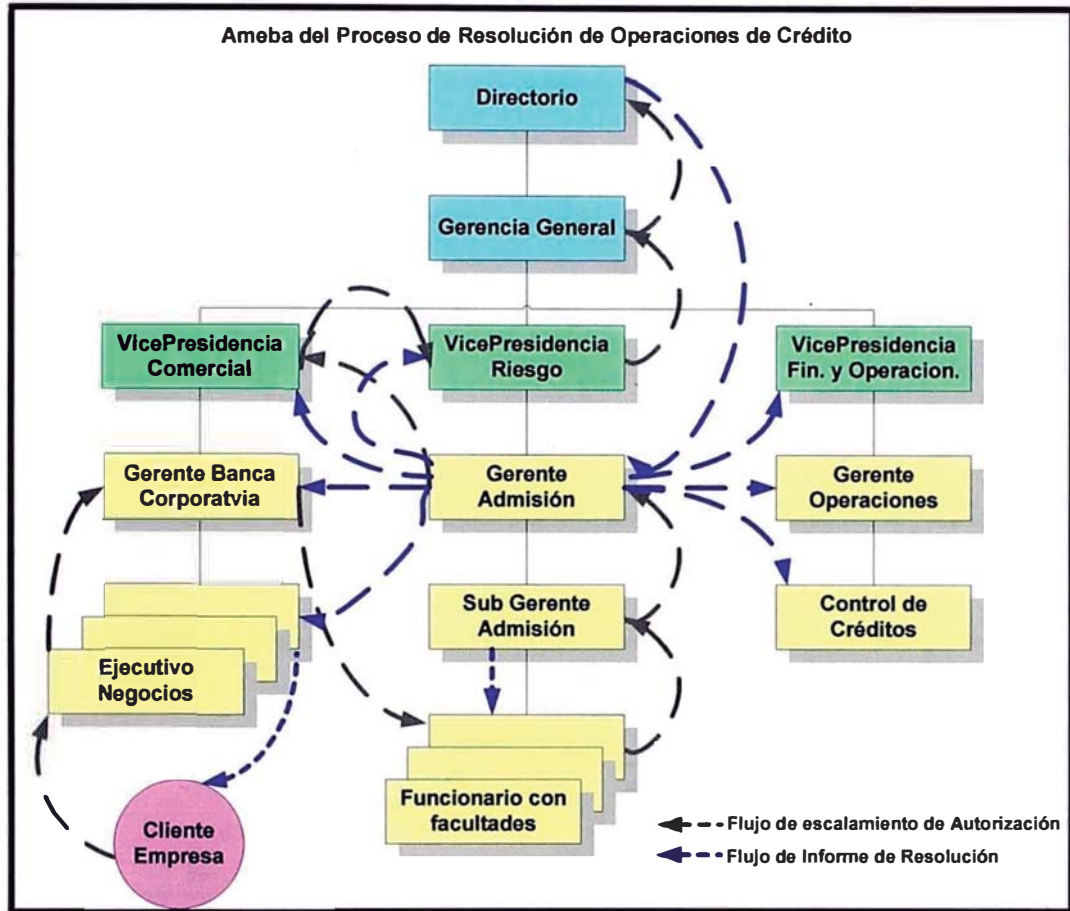 Ameba del Proceso de Resolución de Operaciones de Crédito
Directorio
Gerencia General
VicePresidencia
Comercial
VicePresidencia
Riesgo
VicePresidencia
Fin. y Operacion.
Gerente Banca
Corporatvia
Gerente
Admisión
Gerente
Operaciones
Sub Gerente
Admisión
Control de
Créditos
Ejecutivo
Negocios
Funcionario con
facultades
Cliente
Empresa
Flujo de escalamiento de Autorización
Flujo de Informe de Resolución